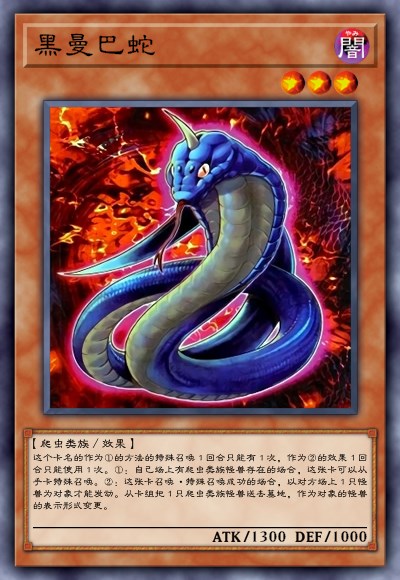 黑曼巴蛇
やみ
闇
【爬虫类族/效果】
这个卡名的作为①的方法的特殊召唤1回合只能有1次，作为②的效果1回
合只能使用1次。①：自己场上有爬虫类族怪兽存在的场合，这张卡可以从
手卡特殊召唤。②：这张卡召唤·特殊召唤成功的场合，以对方场上1只怪
兽为对象才能发动。从卡组把1只爬虫类族怪兽送去墓地，作为对象的怪兽
的表示形式变更。
ATK/1300 DEF/1000